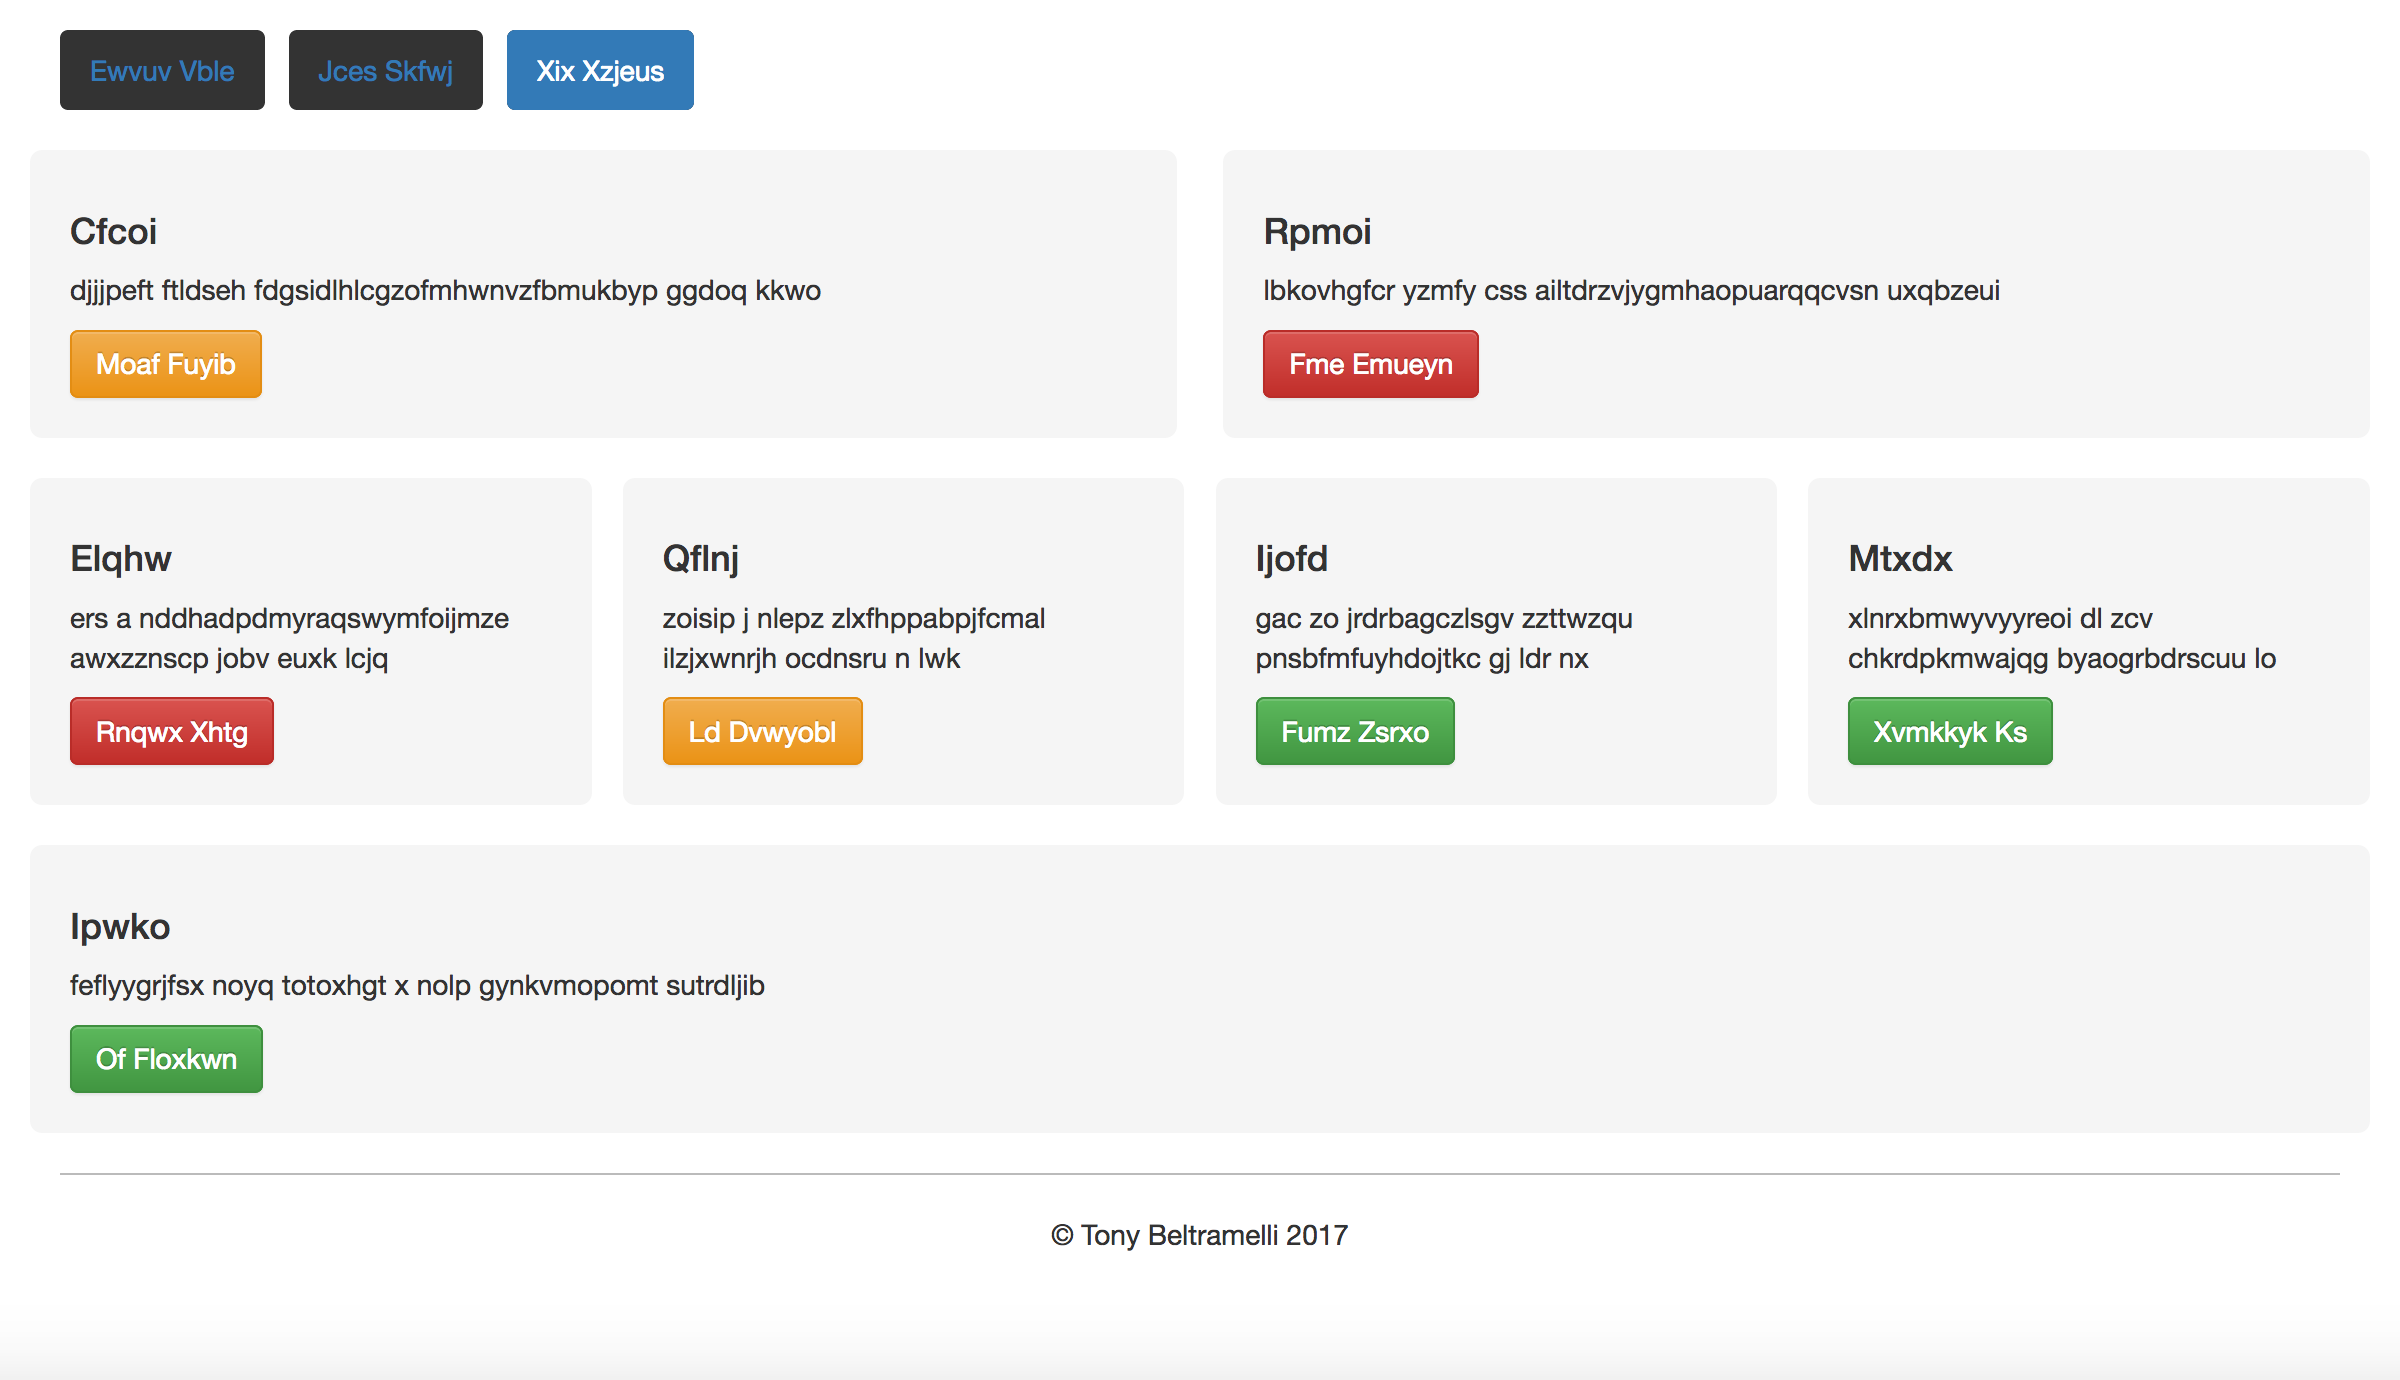 Ewvuv Vble
Jces Skfwj
Xix Xzjeus
Cfcoi
djjjpeft ftldseh fdgsidlhlcgzofmhwnvzfbmukbyp ggdoq kkwo
Moaf Fuyib
Rpmoi
lbkovhgfcr yzmfy css ailtdrzvjygmhaopuarqqcvsn uxqbzeui
Fme Emueyn
Elqhw
ers a nddhadpdmyraqswymfoijmze
awxzznscp jobv euxk lcjq
Rnqwx Xhtg
Qflnj
zoisip j nlepz zlxfhppabpjfcmal
ilzjxwnrjh ocdnsru n lwk
Ld Dvwyobl
Ijofd
gac zo jrdrbagczlsgv zzttwzqu
pnsbfmfuyhdojtkc gj ldr nx
Fumz Zsrxo
Mtxdx
xlnrxbmwyvyyreoi dl zcv
chkrdpkmwajqg byaogrbdrscuu lo
Xvmkkyk Ks
Ipwko
feflyygrjfsx noyq totoxhgt x nolp gynkvmopomt sutrdljib
Of Floxkwn
© Tony Beltramelli 2017